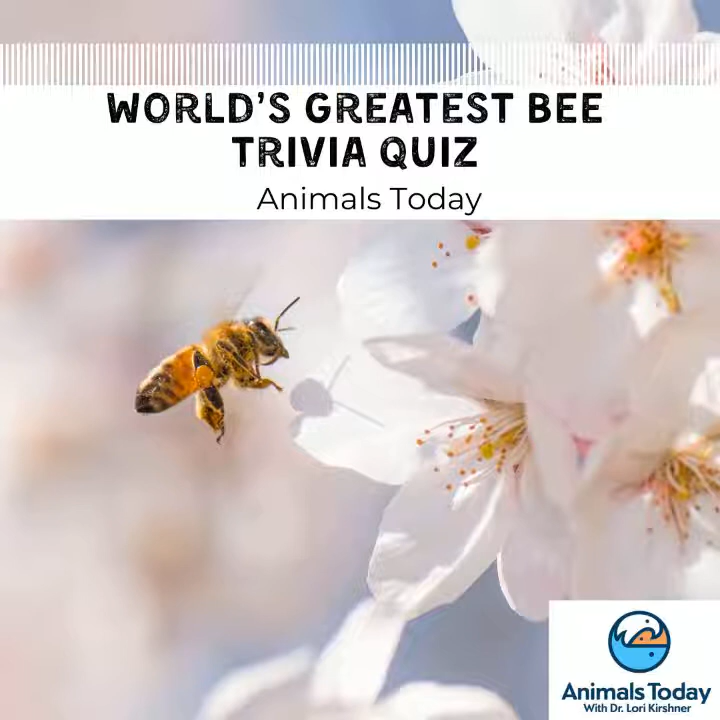 WORLD'S GREATEST BEE
TRIVIA QUIZ
Animals Today
Animals Today
With Dr. Lori Kirshner